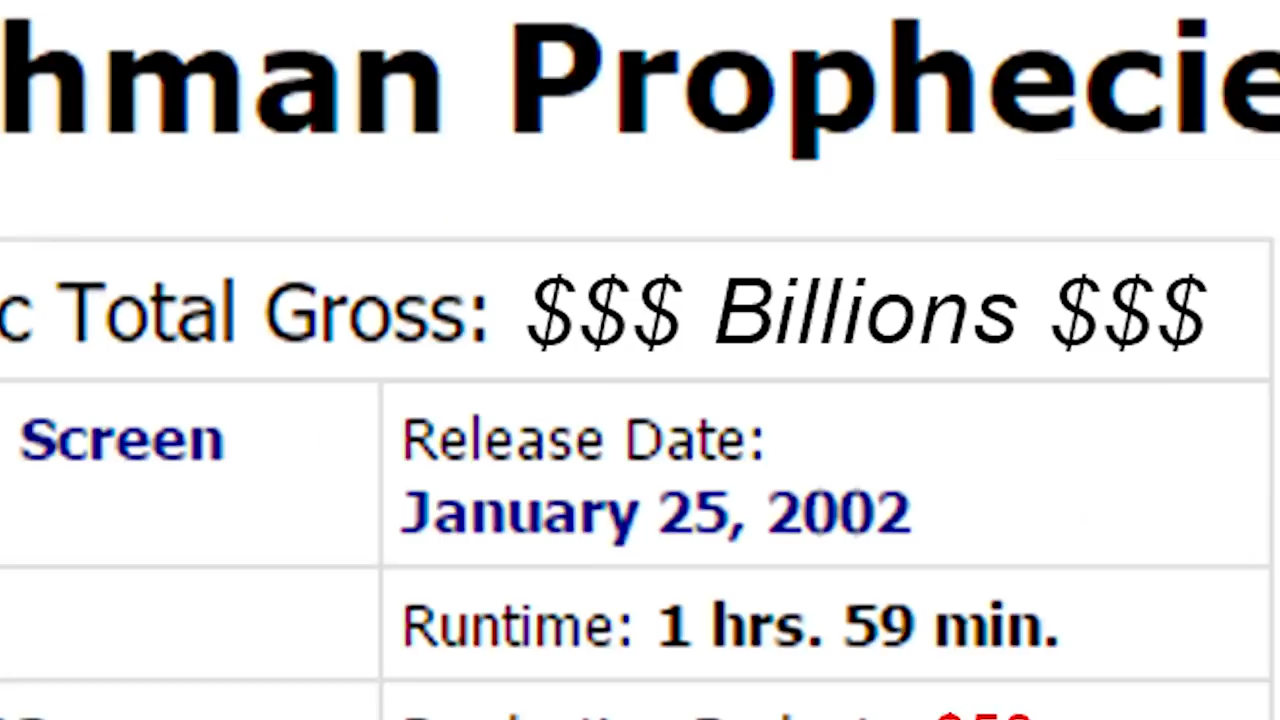 hman Prophecie
c Total Gross: $$$ Billions $$$
Screen
Release Date:
January 25, 2002
Runtime: 1 hrs. 59 min.